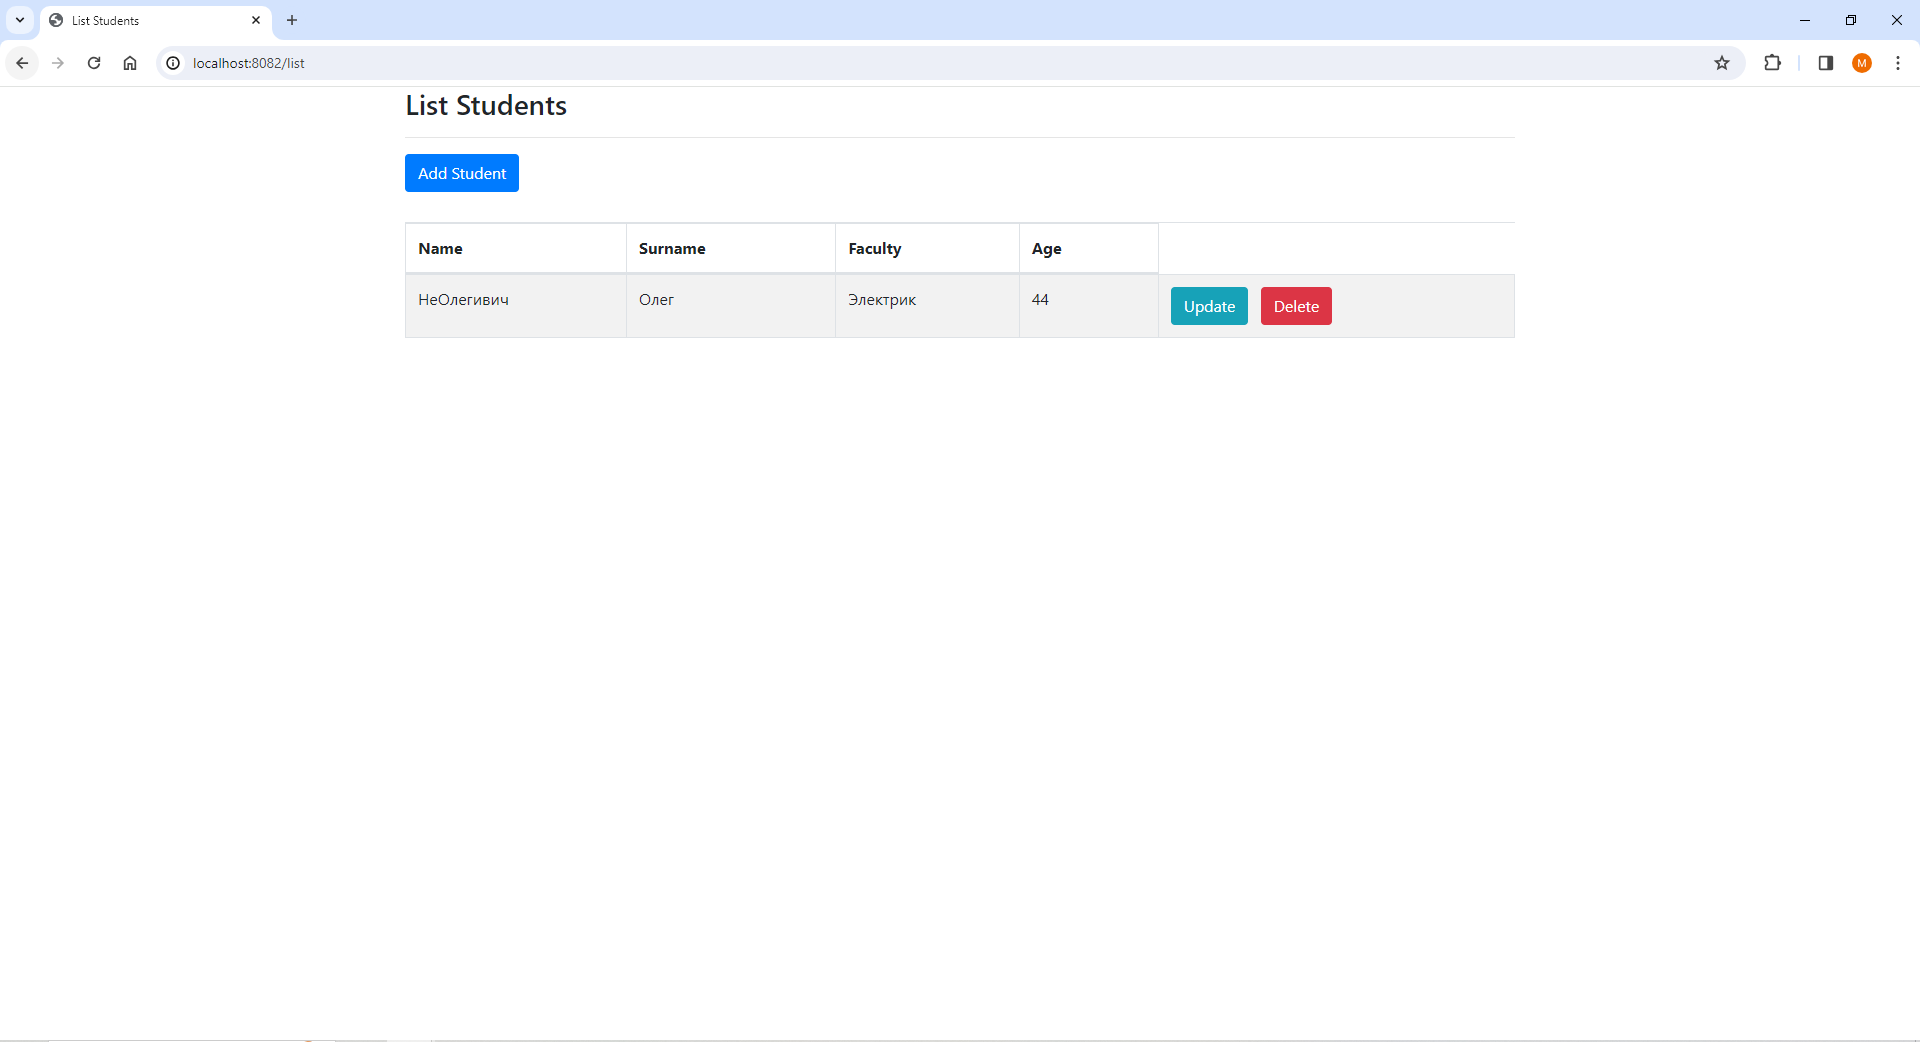 List Students
localhost:8082/list
M
List Students
Add Student
Name Surname Faculty Age
НеОлегивич Олег Электрик 44 Update Delete